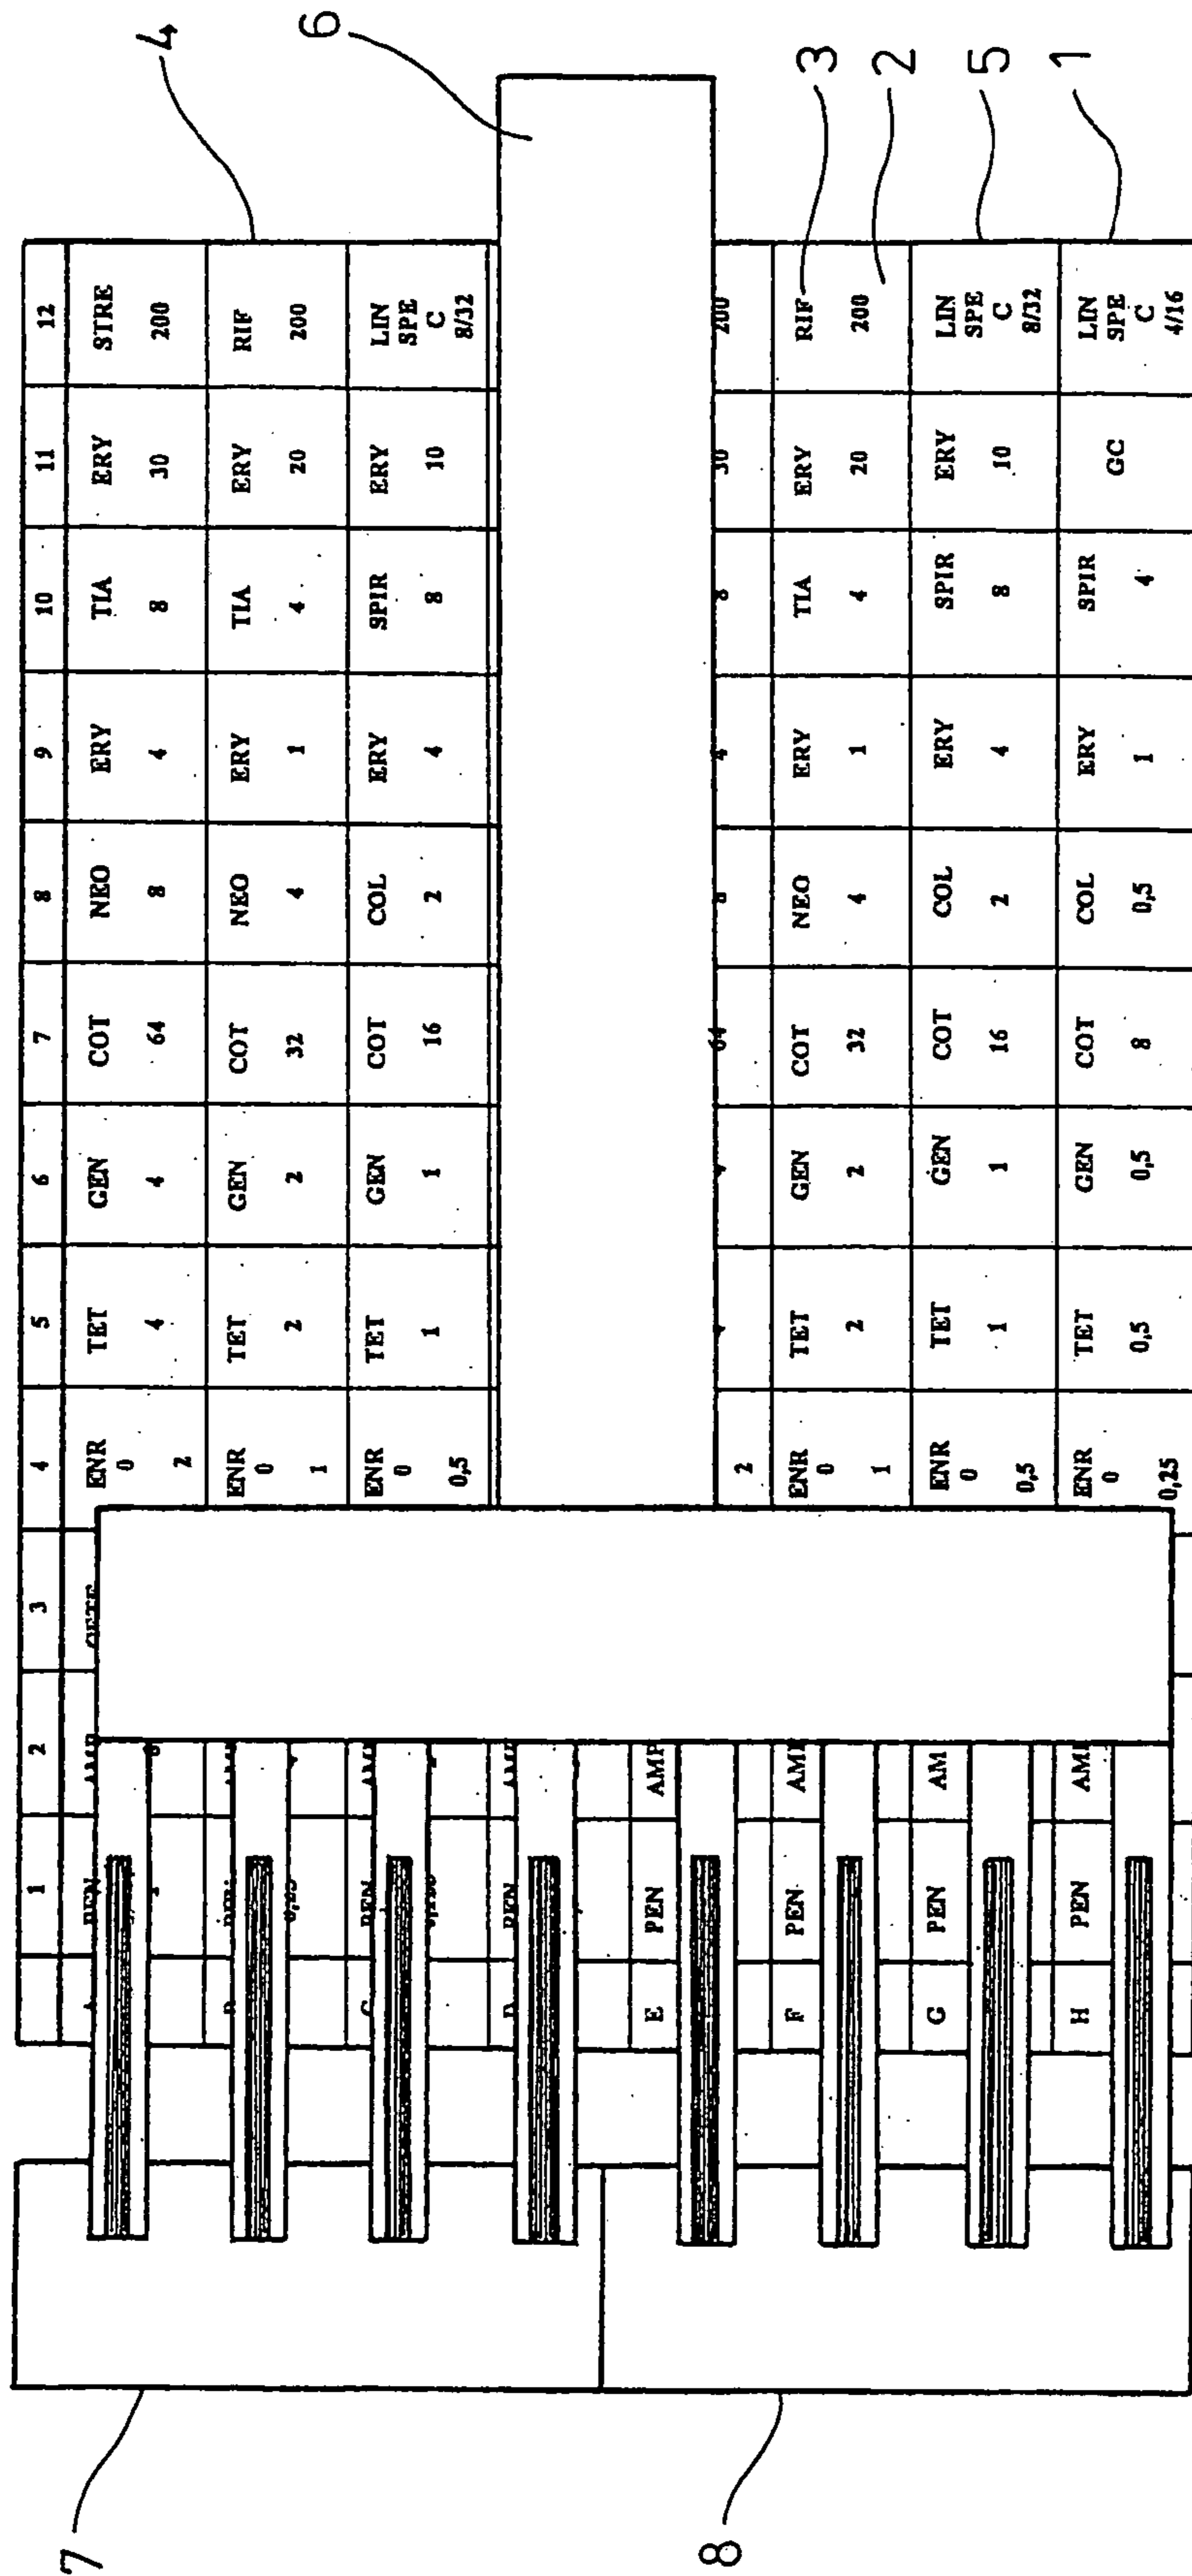 1 2 3 4 5 6 7 8 9 10 11 12
ENR TET GEN COT NEO ERY TIA ERY STRE
0
2 4 4 64 8 4 8 30 200
ENR TET GEN COT NEO ERY TIA ERY RIF
0
1 2 2 32 4 1 4 20 200
PEN ENR TET GEN COT COL ERY SPIR ERY LIN
0 SPE
C
0,5 1 1 16 2 4 8 10 8/32
PEN
E PEN AMP
2 64 8 4 8 30 200
F PEN AMP ENR TET GEN COT NEO ERY TIA ERY RIF
0
1 2 2 32 4 1 4 20 200
G PEN AM ENR TET GEN COT COL ERY SPIR ERY LIN
0 SPE
C
0,5 1 1 16 2 4 8 10 8/32
H PEN AMP ENR TET GEN COT COL ERY SPIR GC LIN
0 SPE
C
0,25 0,5 0,5 8 0,5 1 4 4/16
4
6
3
2
5
1
7
8